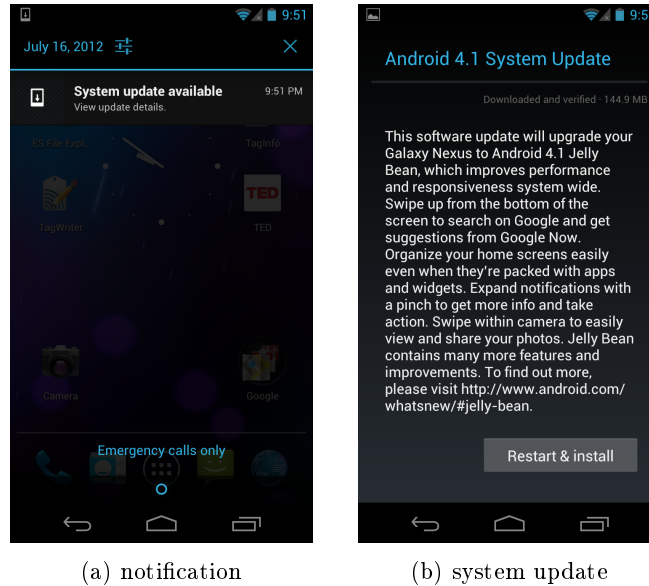 9:51
July 16, 2012
System update available
9:51 PM
View update details.
ES File Expl.
TagInfo
TagWriter
TED
TED
Camera
Google
Emergency calls only
(a) notification
9:5
Android 4.1 System Update
Downloaded and verified · 144.9 MB
This software update will upgrade your
Galaxy Nexus to Android 4.1 Jelly
Bean, which improves performance
and responsiveness system wide.
Swipe up from the bottom of the
screen to search on Google and get
suggestions from Google Now.
Organize your home screens easily
even when they're packed with apps
and widgets. Expand notifications with
a pinch to get more info and take
action. Swipe within camera to easily
view and share your photos. Jelly Bean
contains many more features and
improvements. To find out more,
please visit http://www.android.com/
whatsnew/#jelly-bean.
Restart & install
(b) system update